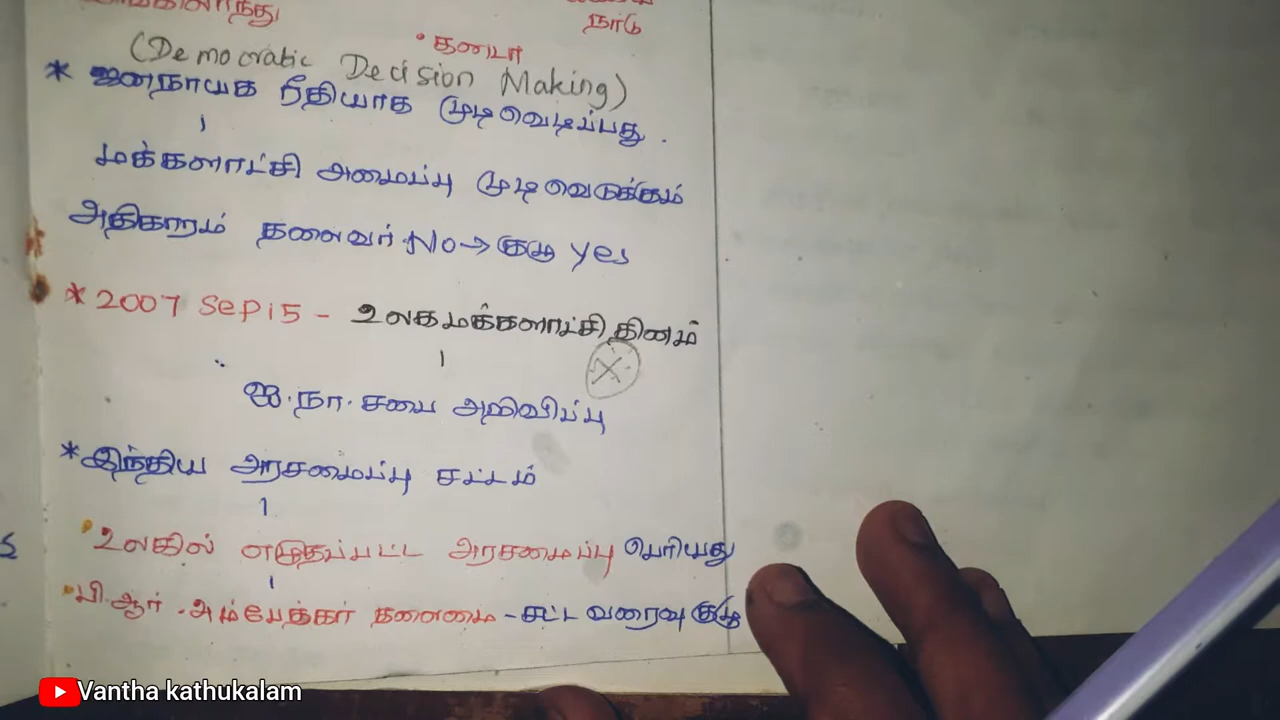 நாடு
• கனடா
(Democratic Decision Making)
* ஜனநாயக ரீதியாக முடிவெடிப்பது.
மக்களாட்சி அமைப்பு முடிவெடுக்கும்
அதிகாரம் தலைவர் No → குழு yes
* 2007 Sep 15 - உலக மக்களாட்சி தினம்
ஐ.நா. சபை அறிவிப்பு
* இந்திய அரசமைப்பு சட்டம்
• உலகில் எழுதப்பட்ட அரசமைப்பு பெரியது
• பி.ஆர். அம்பேத்கர் தலைமை - சட்ட வரைவு குழு
Vantha kathukalam